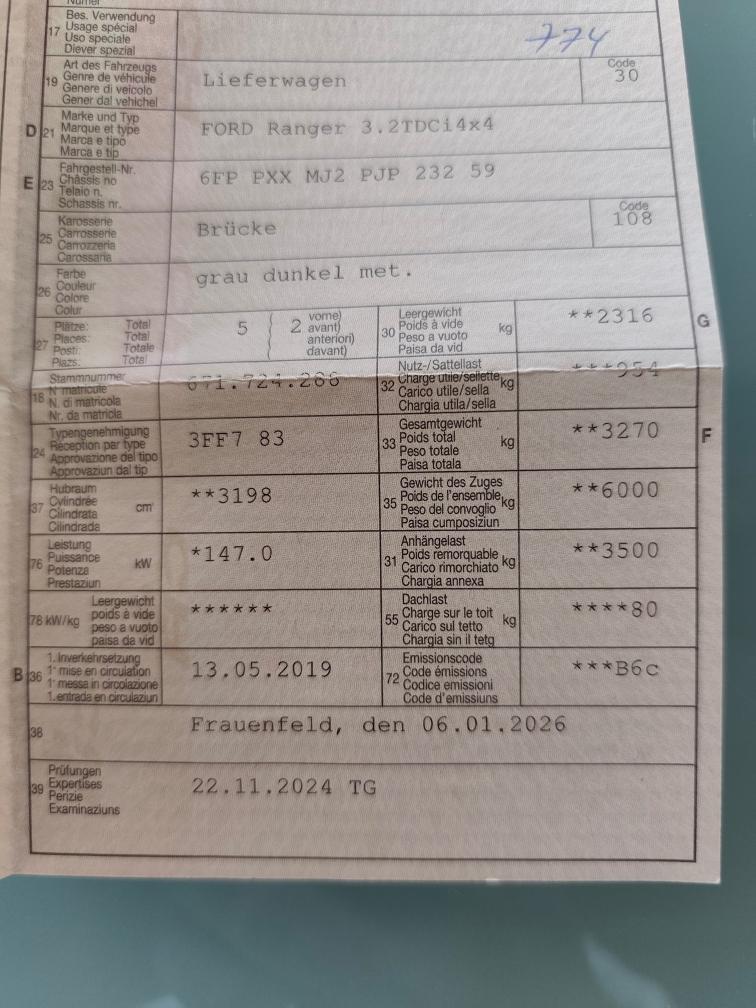 Bes. Verwendung
17 Usage spécial
Uso speciale
Diever spezial
774
Art des Fahrzeugs
19 Genre de véhicule
Genere di veicolo
Gener dal vehichel
Lieferwagen
Code
30
Marke und Typ
D 21 Marque et type
Marca e tipo
Marca e tip
FORD Ranger 3.2TDCi4x4
Fahrgestell-Nr.
E 23 Châssis no
Telaio n.
Schassis nr.
6FP PXX MJ2 PJP 232 59
Karosserie
25 Carrosserie
Carrozzeria
Carossaria
Brücke
Code
108
Farbe
26 Couleur
Colore
Colur
grau dunkel met.
Plätze: Total
27 Places: Total
Posti: Totale
Plazs: Total
5 2
vorne)
avant)
anteriori)
davant)
Leergewicht
30 Poids à vide kg
Peso a vuoto
Paisa da vid
**2316
G
Stammnummer
18 N° matricule
N. di matricola
Nr. da matricla
671.724.266
Nutz-/Sattellast
32 Charge utile/sellette kg
Carico utile/sella
Chargia utila/sella
***954
Typengenehmigung
24 Réception par type
Approvazione del tipo
Approvaziun dal tip
3FF7 83
Gesamtgewicht
33 Poids total kg
Peso totale
Paisa totala
**3270
F
Hubraum
37 Cylindrée cm³
Cilindrata
Cilindrada
**3198
Gewicht des Zuges
35 Poids de l'ensemble kg
Peso del convoglio
Paisa cumposiziun
**6000
Leistung
76 Puissance kW
Potenza
Prestaziun
*147.0
Anhängelast
31 Poids remorquable kg
Carico rimorchiato
Chargia annexa
**3500
Leergewicht
78 kW/kg poids à vide
peso a vuoto
paisa da vid
******
Dachlast
55 Charge sur le toit kg
Carico sul tetto
Chargia sin il tetg
****80
1. Inverkehrsetzung
B 36 1ª mise en circulation
1ª messa in circolazione
1. entrada en circulaziun
13.05.2019
Emissionscode
72 Code émissions
Codice emissioni
Code d'emissiuns
***B6c
38
Frauenfeld, den 06.01.2026
Prüfungen
39 Expertises
Perizie
Examinaziuns
22.11.2024 TG